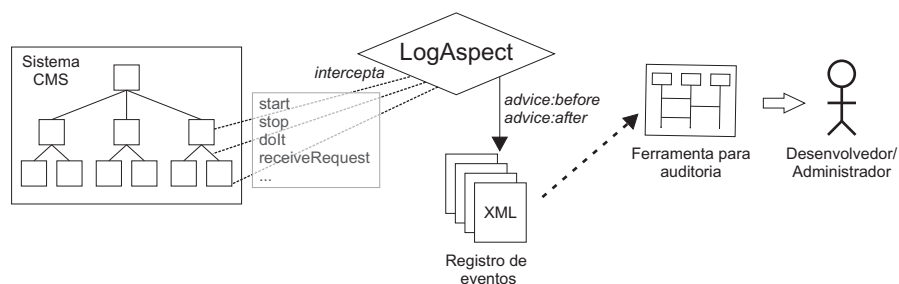 Sistema
CMS
LogAspect
intercepta
start
stop
doIt
receiveRequest
...
advice:before
advice:after
XML
Registro de
eventos
Ferramenta para
auditoria
Desenvolvedor/
Administrador